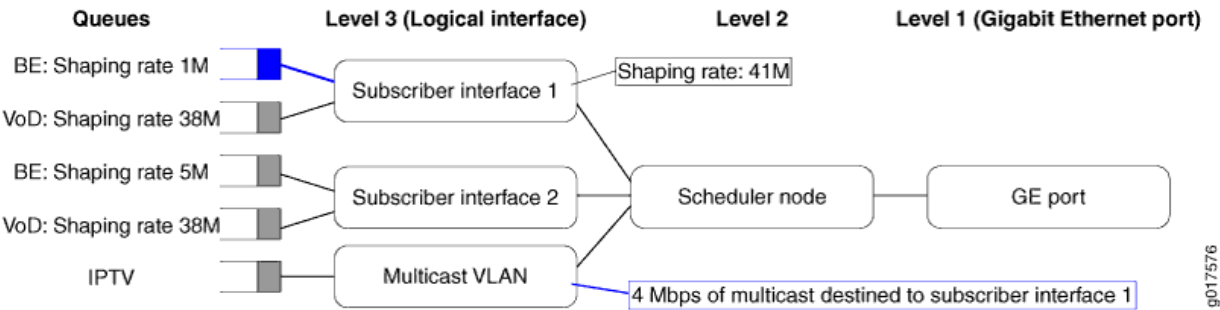 Queues
Level 3 (Logical interface)
Level 2
Level 1 (Gigabit Ethernet port)
BE: Shaping rate 1M
Subscriber interface 1
Shaping rate: 41M
VoD: Shaping rate 38M
BE: Shaping rate 5M
Subscriber interface 2
Scheduler node
GE port
VoD: Shaping rate 38M
IPTV
Multicast VLAN
4 Mbps of multicast destined to subscriber interface 1
g017576